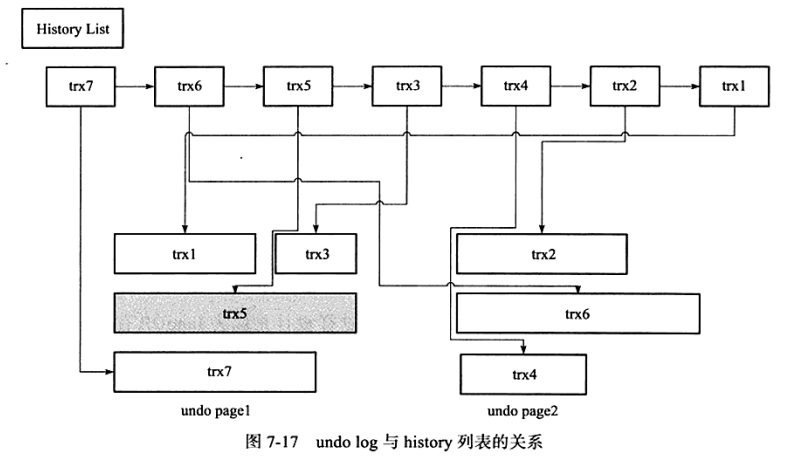 History List
trx7 trx6 trx5 trx3 trx4 trx2 trx1
trx1 trx3 trx2
trx5 trx6
trx7 trx4
undo page1 undo page2
图 7-17 undo log 与 history 列表的关系